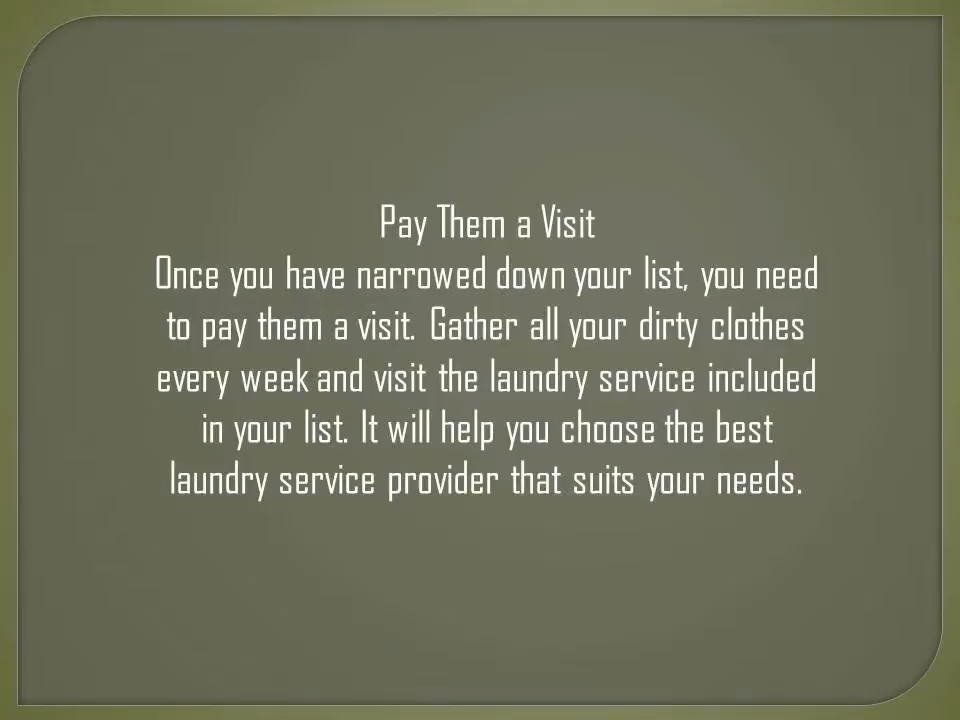 Pay Them a Visit
Once you have narrowed down your list, you need
to pay them a visit. Gather all your dirty clothes
every week and visit the laundry service included
in your list. It will help you choose the best
laundry service provider that suits your needs.